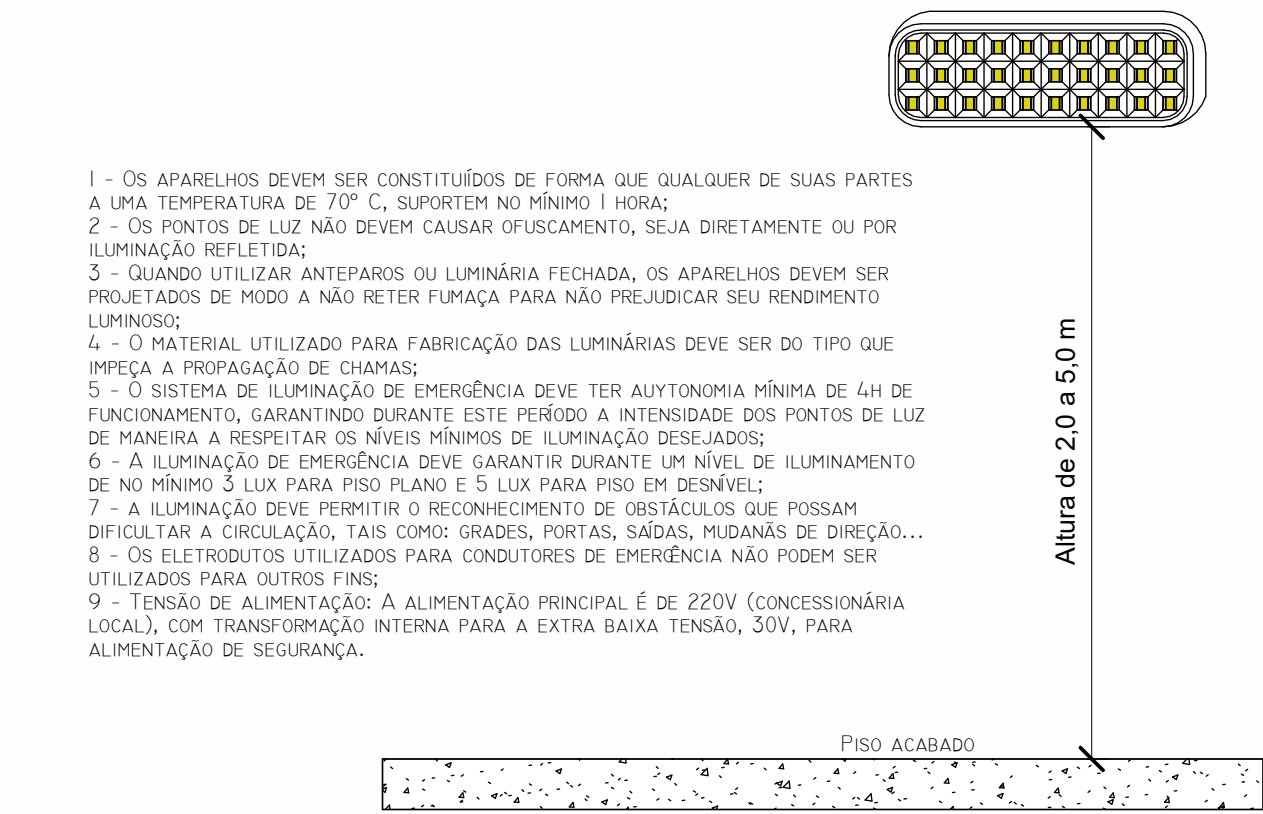 1 - Os aparelhos devem ser constituíídos de forma que qualquer de suas partes
a uma temperatura de 70° C, suportem no mínimo 1 hora;
2 - Os pontos de luz não devem causar ofuscamento, seja diretamente ou por
iluminação refletida;
3 - Quando utilizar anteparos ou luminária fechada, os aparelhos devem ser
projetados de modo a não reter fumaça para não prejudicar seu rendimento
luminoso;
4 - O material utilizado para fabricação das luminárias deve ser do tipo que
impeça a propagação de chamas;
5 - O sistema de iluminação de emergência deve ter auytonomia mínima de 4h de
funcionamento, garantindo durante este período a intensidade dos pontos de luz
de maneira a respeitar os níveis mínimos de iluminação desejados;
6 - A iluminação de emergência deve garantir durante um nível de iluminamento
de no mínimo 3 lux para piso plano e 5 lux para piso em desnível;
7 - a iluminação deve permitir o reconhecimento de obstáculos que possam
dificultar a circulação, tais como: grades, portas, saídas, mudanãs de direção...
8 - Os eletrodutos utilizados para condutores de emergência não podem ser
utilizados para outros fins;
9 - Tensão de alimentação: A alimentação principal é de 220V (concessionária
local), com transformação interna para a extra baixa tensão, 30V, para
alimentação de segurança.
Altura de 2,0 a 5,0 m
Piso acabado